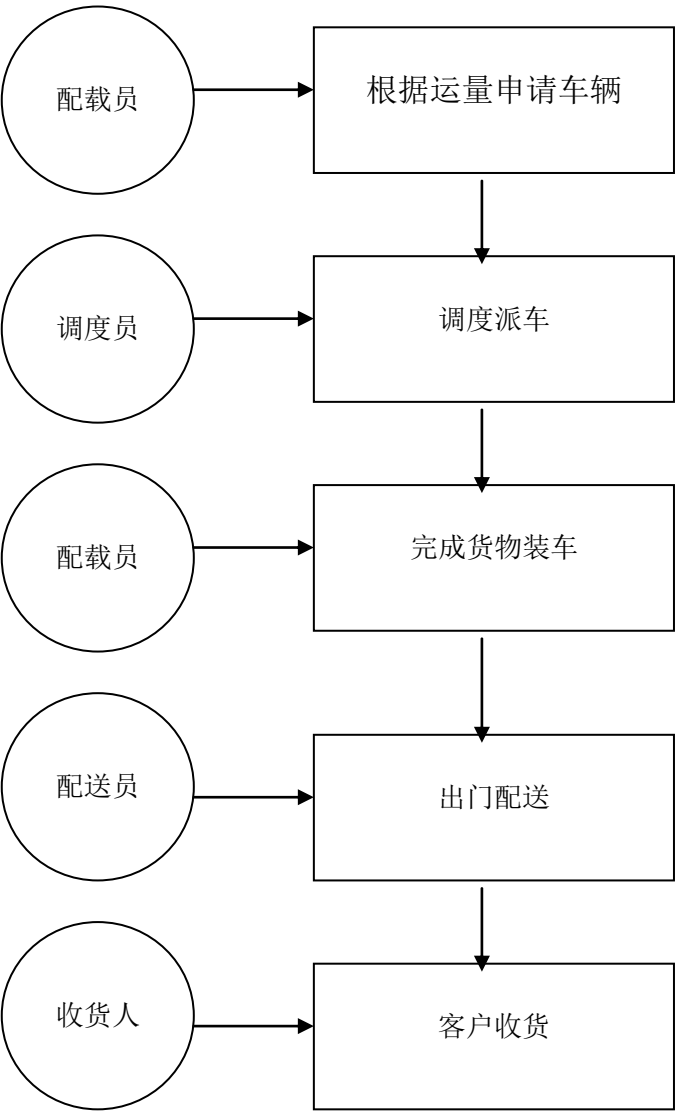 配载员
根据运量申请车辆
调度员
调度派车
配载员
完成货物装车
配送员
出门配送
收货人
客户收货